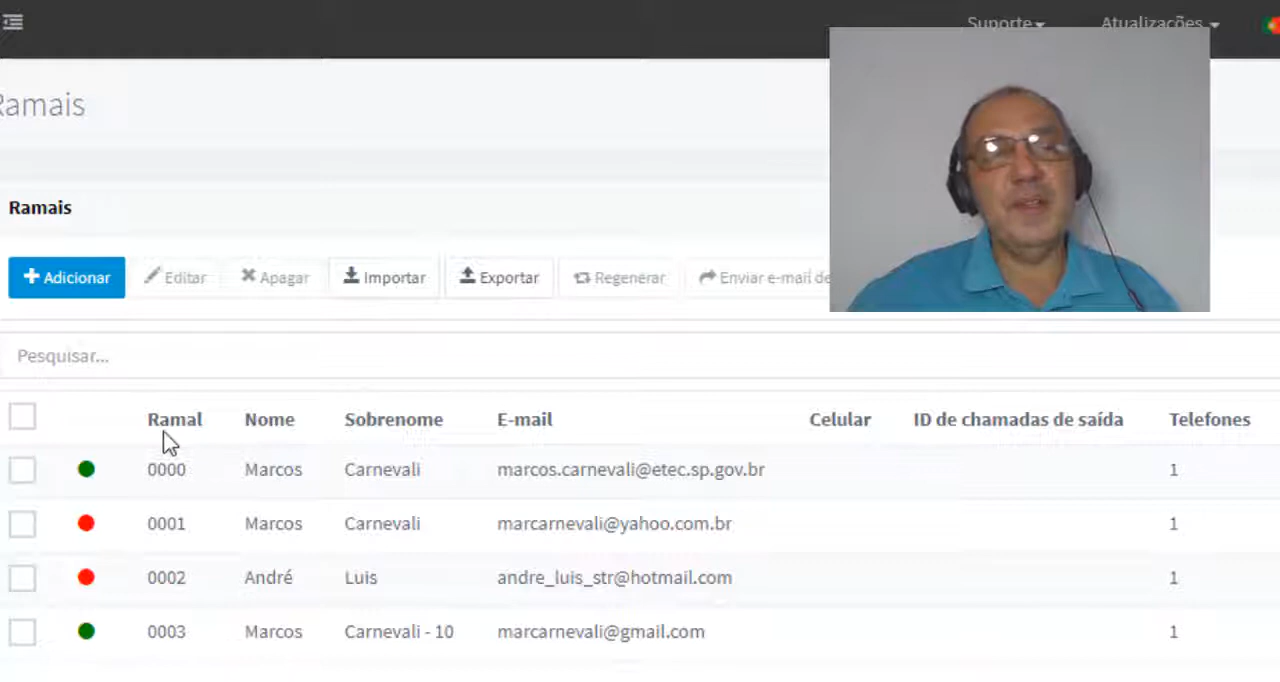 Suporte Atualizações
Ramais
Ramais
Adicionar Editar Apagar Importar Exportar Regenerar Enviar e-mail de
Pesquisar...
Ramal Nome Sobrenome E-mail Celular ID de chamadas de saída Telefones
0000 Marcos Carnevali marcos.carnevali@etec.sp.gov.br 1
0001 Marcos Carnevali marcarnevali@yahoo.com.br 1
0002 André Luis andre_luis_str@hotmail.com 1
0003 Marcos Carnevali - 10 marcarnevali@gmail.com 1